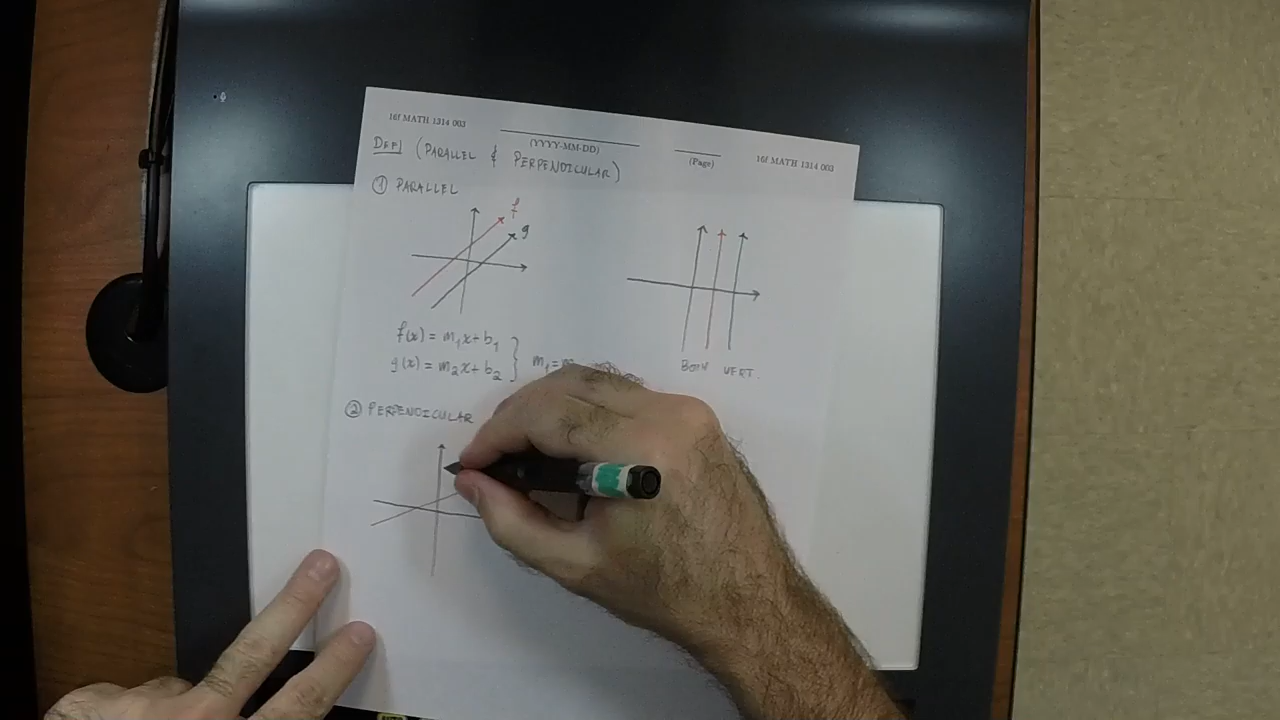 16f MATH 1314 003
(YYYY-MM-DD)
(Page)
16f MATH 1314 003
DEF (PARALLEL & PERPENDICULAR)
① PARALLEL
f
g
f(x) = m₁x+b₁
g(x) = m₂x+b₂
m₁=m
BOTH VERT.
② PERPENDICULAR